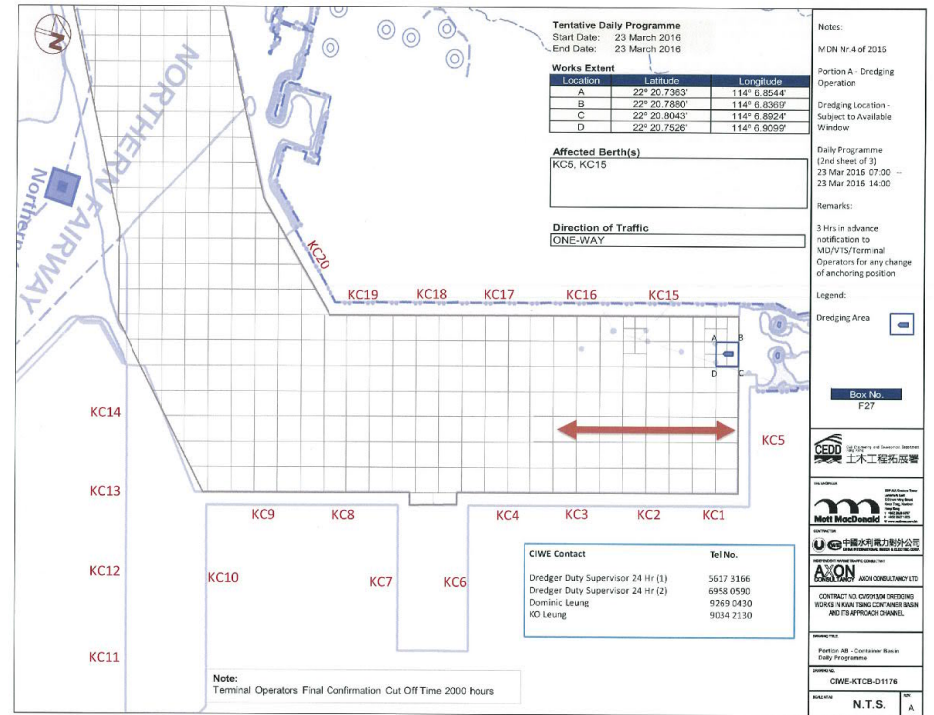 Tentative Daily Programme
Start Date: 23 March 2016
End Date: 23 March 2016
Works Extent
Location Latitude Longitude
A 22° 20.7363' 114° 6.8544'
B 22° 20.7880' 114° 6.8369'
C 22° 20.8043' 114° 6.8924'
D 22° 20.7526' 114° 6.9099'
Affected Berth(s)
KC5, KC15
Direction of Traffic
ONE-WAY
N
NORTHERN FAIRWAY
Northern
KC20
KC19 KC18 KC17 KC16 KC15
A B
D C
KC14
KC13
KC12
KC11
KC10
KC9 KC8
KC7 KC6
KC4 KC3 KC2 KC1
KC5
CIWE Contact Tel No.
Dredger Duty Supervisor 24 Hr (1) 5617 3166
Dredger Duty Supervisor 24 Hr (2) 6958 0590
Dominic Leung 9269 0430
KO Leung 9034 2130
Note:
Terminal Operators Final Confirmation Cut Off Time 2000 hours
Notes:
MDN Nr.4 of 2015
Portion A - Dredging
Operation
Dredging Location -
Subject to Available
Window
Daily Programme
(2nd sheet of 3)
23 Mar 2016 07:00 --
23 Mar 2016 14:00
Remarks:
3 Hrs in advance
notification to
MD/VTS/Terminal
Operators for any change
of anchoring position
Legend:
Dredging Area
Box No.
F27
CEDD
土木工程拓展署
Mott MacDonald
CONTRACTOR
中國水利電力對外公司
AXON
CONSULTANCY AXON CONSULTANCY LTD
CONTRACT NO. CV/2013/04 DREDGING
WORKS IN KWAI TSING CONTAINER BASIN
AND ITS APPROACH CHANNEL
DRAWING TITLE
Portion AB - Container Basin
Daily Programme
DRAWING NO.
CIWE-KTCB-D1176
N.T.S.
A